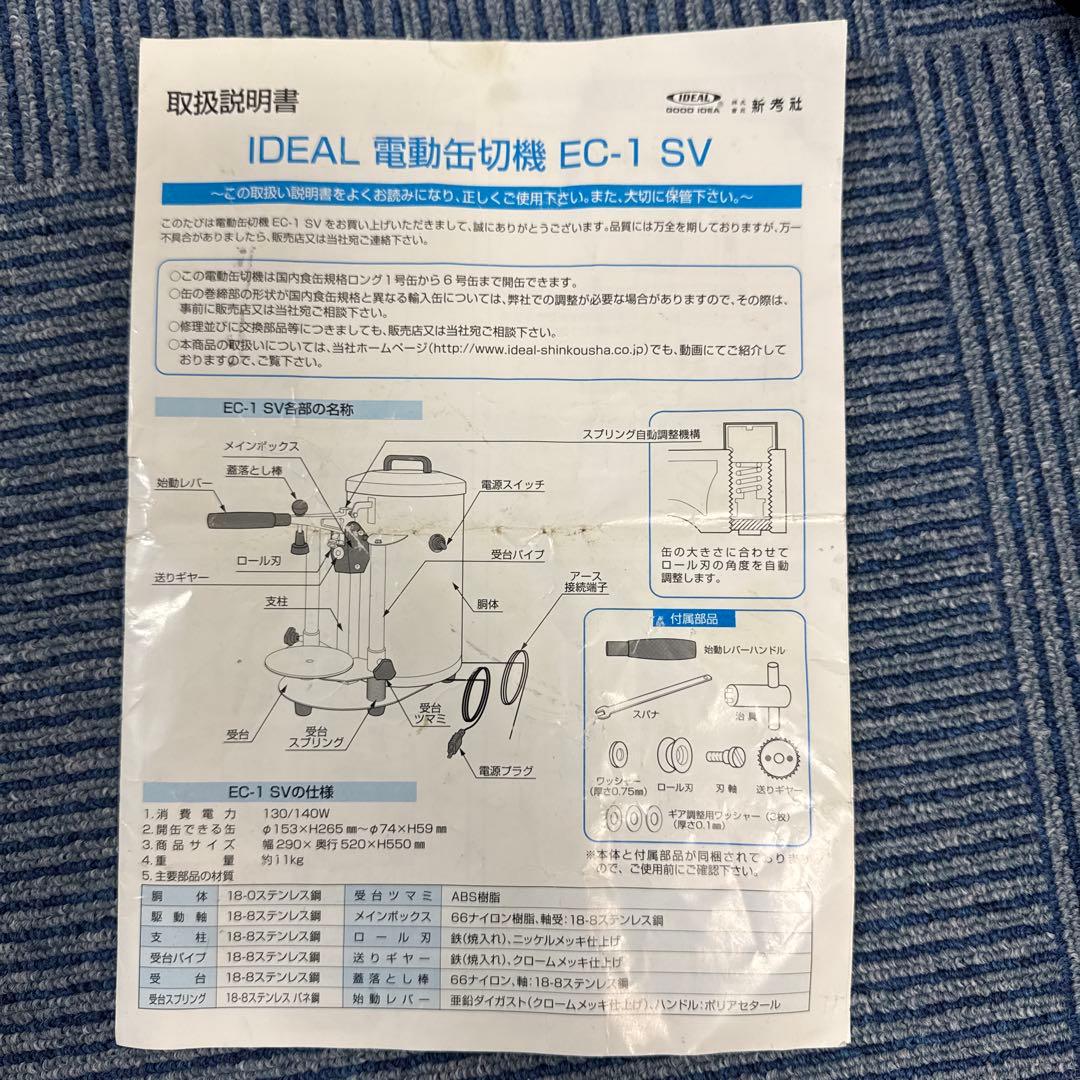 取扱説明書
IDEAL
GOOD IDEA
株式会社 新考社
IDEAL 電動缶切機 EC-1 SV
～この取扱い説明書をよくお読みになり、正しくご使用下さい。また、大切に保管下さい。～
このたびは電動缶切機 EC-1 SV をお買い上げいただきまして、誠にありがとうございます。品質には万全を期しておりますが、万一
不具合がありましたら、販売店又は当社宛ご連絡下さい。
○この電動缶切機は国内食缶規格ロング1号缶から6号缶まで開缶できます。
○缶の巻締部の形状が国内食缶規格と異なる輸入缶については、弊社での調整が必要な場合がありますので、その際は、
事前に販売店又は当社宛ご相談下さい。
○修理並びに交換部品等につきましても、販売店又は当社宛ご相談下さい。
○本商品の取扱いについては、当社ホームページ(http://www.ideal-shinkousha.co.jp)でも、動画にてご紹介して
おりますので、ご覧下さい。
EC-1 SV各部の名称
メインボックス
蓋落とし棒
始動レバー
ロール刃
送りギヤー
支柱
受台
受台
スプリング
受台
ツマミ
電源スイッチ
受台パイプ
アース
接続端子
胴体
電源プラグ
スプリング自動調整機構
缶の大きさに合わせて
ロール刃の角度を自動
調整します。
付属部品
始動レバーハンドル
スパナ
治具
ワッシャー
(厚さ0.75㎜)
ロール刃
刃軸
送りギヤー
ギア調整用ワッシャー (3枚)
(厚さ0.1㎜)
※本体と付属部品が同梱されております
ので、ご使用前にご確認下さい。
EC-1 SVの仕様
1.消費電力 130/140W
2.開缶できる缶 φ153×H265㎜～φ74×H59㎜
3.商品サイズ 幅290×奥行520×H550㎜
4.重量 約11kg
5.主要部品の材質
胴体 18-0ステンレス鋼 受台ツマミ ABS樹脂
駆動軸 18-8ステンレス鋼 メインボックス 66ナイロン樹脂、軸受:18-8ステンレス鋼
支柱 18-8ステンレス鋼 ロール刃 鉄(焼入れ)、ニッケルメッキ仕上げ
受台パイプ 18-8ステンレス鋼 送りギヤー 鉄(焼入れ)、クロームメッキ仕上げ
受台 18-8ステンレス鋼 蓋落とし棒 66ナイロン、軸:18-8ステンレス鋼
受台スプリング 18-8ステンレス バネ鋼 始動レバー 亜鉛ダイガスト(クロームメッキ仕上げ)、ハンドル:ポリアセタール